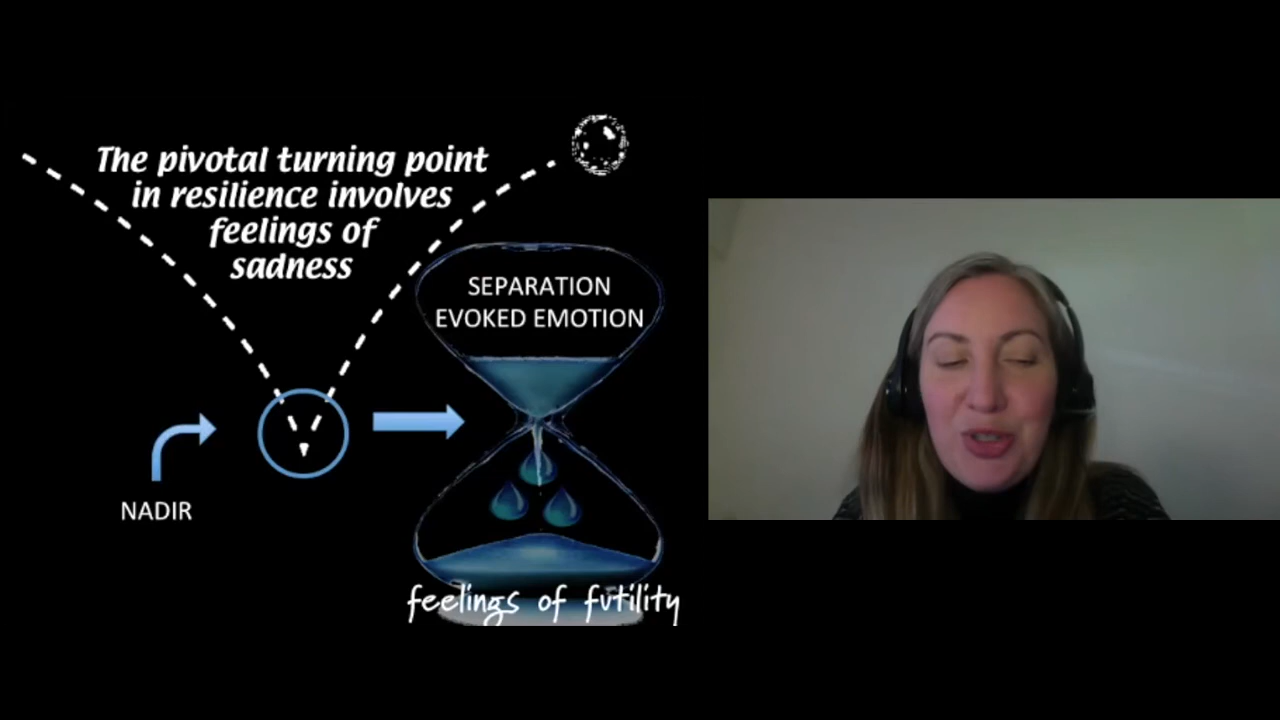 The pivotal turning point
in resilience involves
feelings of
sadness
SEPARATION
EVOKED EMOTION
NADIR
feelings of futility